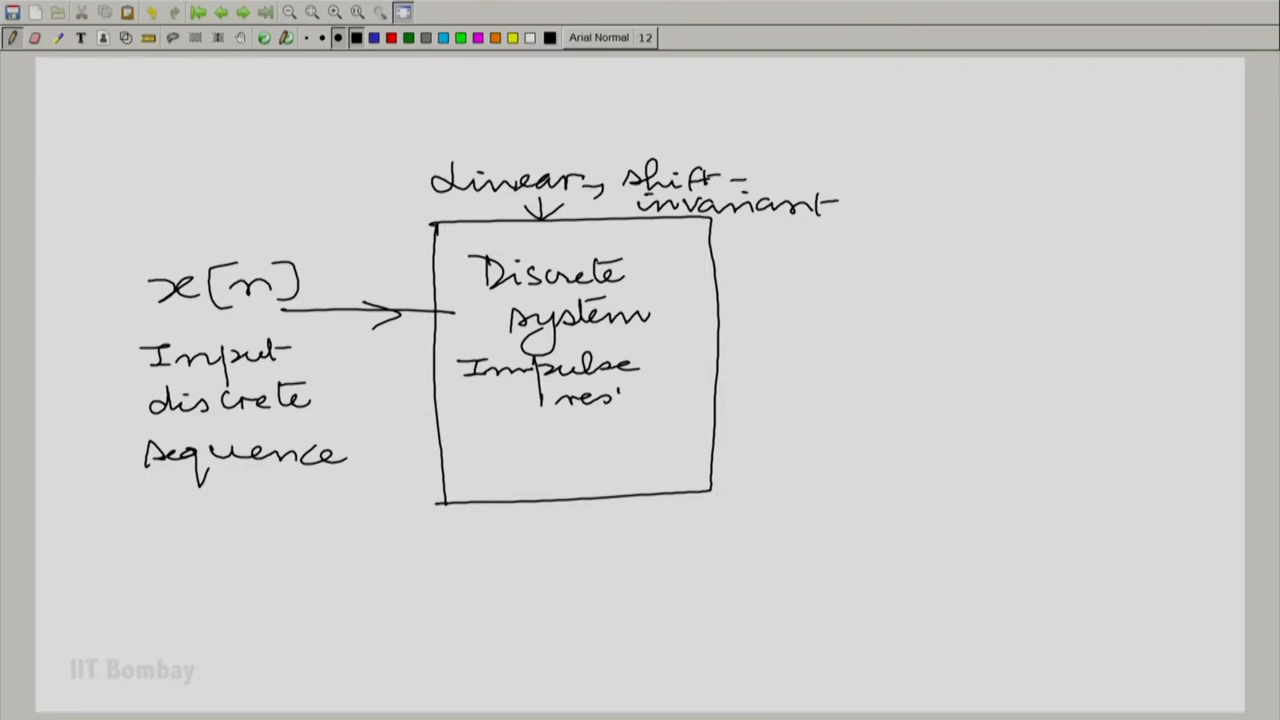 Arial Normal 12
Linear, shift-
invariant
x[n]
Input
discrete
sequence
Discrete
system
Impulse
res
IIT Bombay